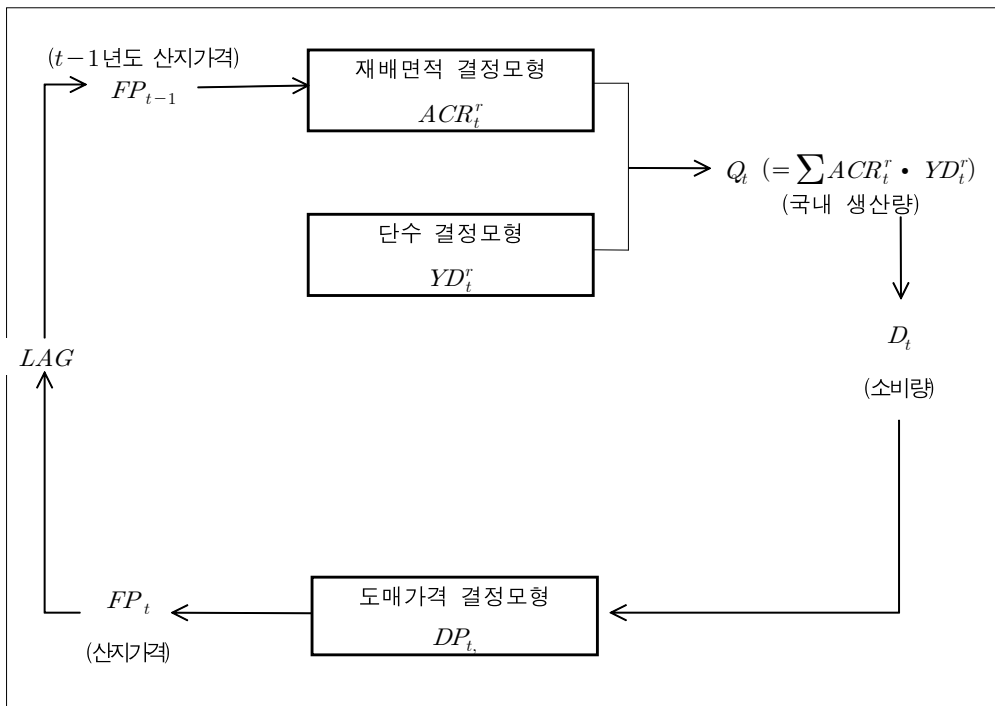 (t−1년도 산지가격)
FP_{t−1}
재배면적 결정모형
ACR_t^r
Q_t (=∑ACR_t^r • YD_t^r)
(국내 생산량)
단수 결정모형
YD_t^r
D_t
(소비량)
LAG
FP_t
(산지가격)
도매가격 결정모형
DP_{t,}